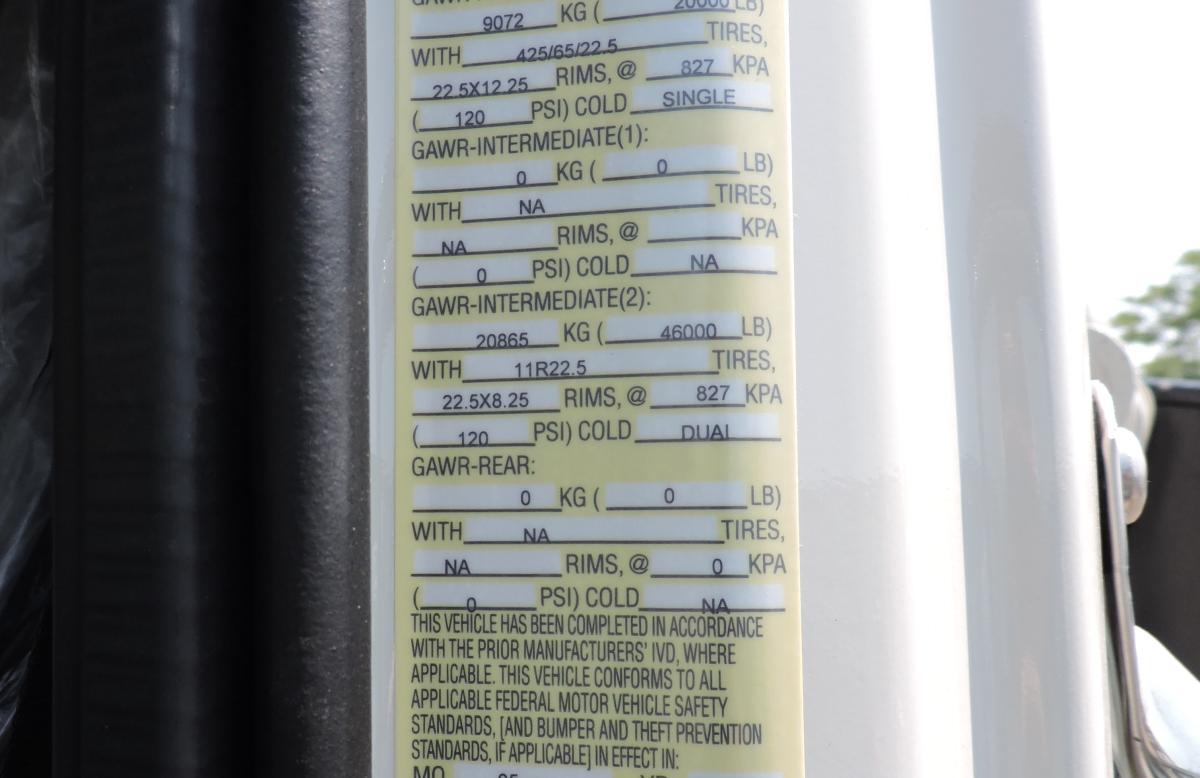 9072 KG ( 20000 LB)
WITH 425/65/22.5 TIRES,
22.5X12.25 RIMS, @ 827 KPA
( 120 PSI) COLD SINGLE
GAWR-INTERMEDIATE(1):
0 KG ( 0 LB)
WITH NA TIRES,
NA RIMS, @ KPA
( 0 PSI) COLD NA
GAWR-INTERMEDIATE(2):
20865 KG ( 46000 LB)
WITH 11R22.5 TIRES,
22.5X8.25 RIMS, @ 827 KPA
( 120 PSI) COLD DUAL
GAWR-REAR:
0 KG ( 0 LB)
WITH NA TIRES,
NA RIMS, @ 0 KPA
( 0 PSI) COLD NA
THIS VEHICLE HAS BEEN COMPLETED IN ACCORDANCE
WITH THE PRIOR MANUFACTURERS' IVD, WHERE
APPLICABLE. THIS VEHICLE CONFORMS TO ALL
APPLICABLE FEDERAL MOTOR VEHICLE SAFETY
STANDARDS, [AND BUMPER AND THEFT PREVENTION
STANDARDS, IF APPLICABLE] IN EFFECT IN: